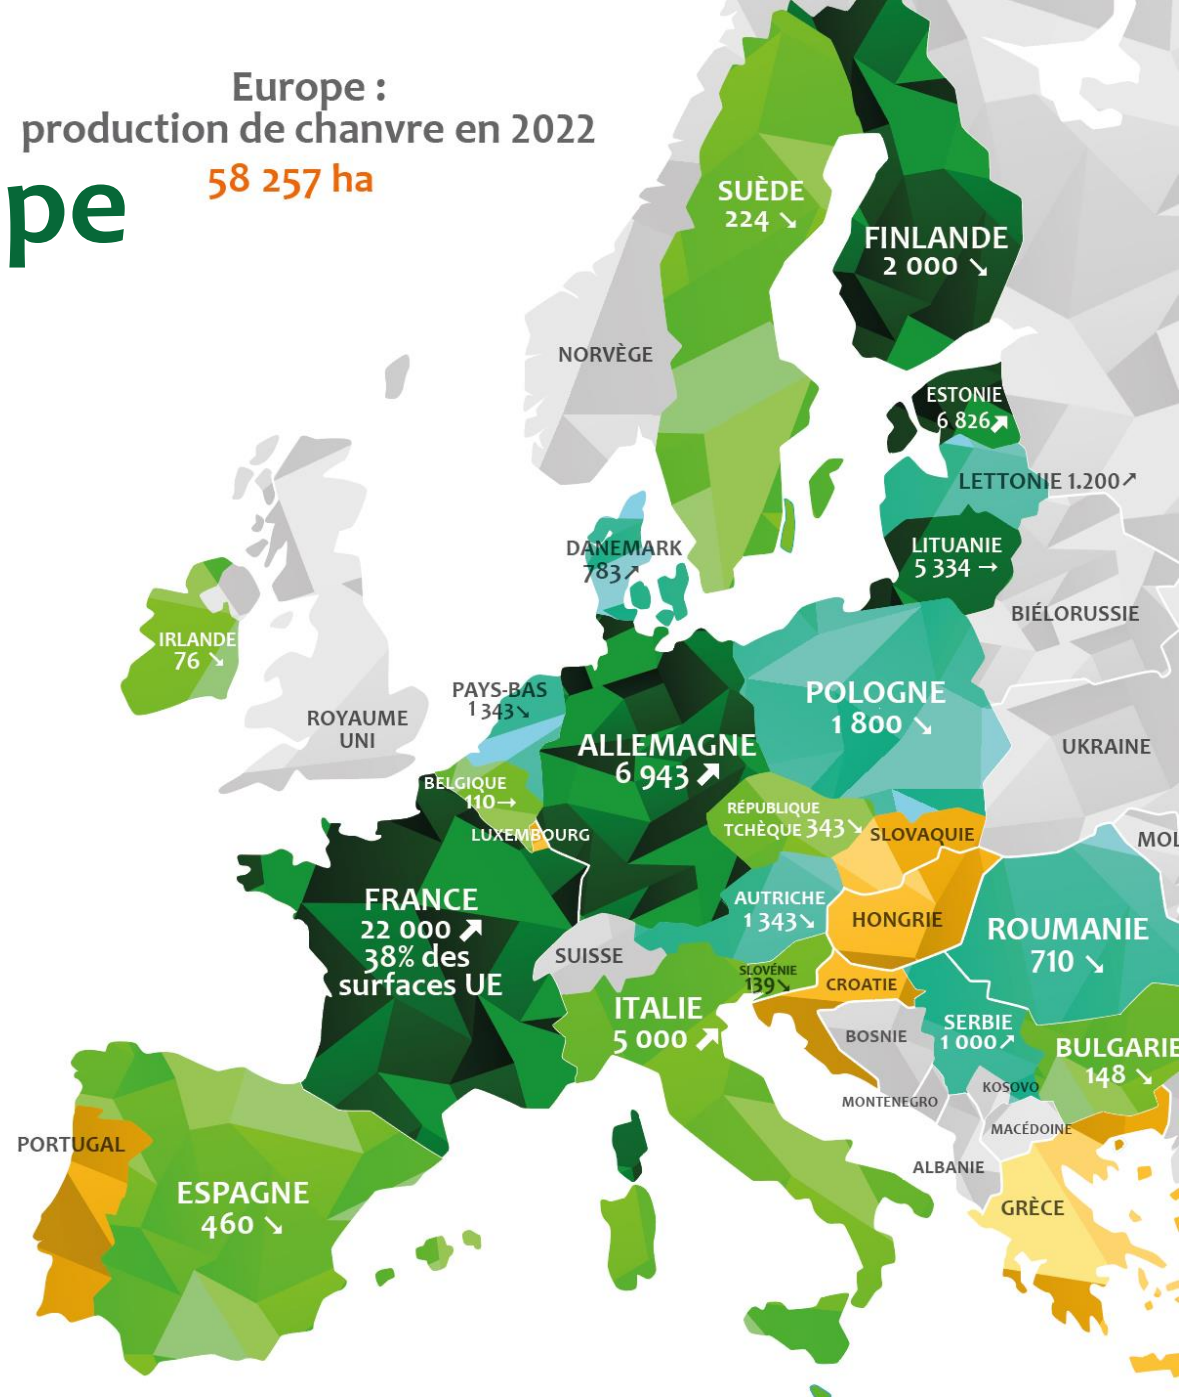 Europe :
production de chanvre en 2022
58 257 ha
pe
SUÈDE
224 ↘
FINLANDE
2 000 ↘
NORVÈGE
ESTONIE
6 826 ↗
LETTONIE 1.200 ↗
DANEMARK
783 ↗
LITUANIE
5 334 →
BIÉLORUSSIE
IRLANDE
76 ↘
PAYS-BAS
1 343 ↘
POLOGNE
1 800 ↘
ROYAUME
UNI
ALLEMAGNE
6 943 ↗
UKRAINE
BELGIQUE
110 →
RÉPUBLIQUE
TCHÈQUE 343 ↘
LUXEMBOURG
SLOVAQUIE
MOL
FRANCE
22 000 ↗
38% des
surfaces UE
AUTRICHE
1 343 ↘
HONGRIE
ROUMANIE
710 ↘
SUISSE
SLOVÉNIE
139 ↘
CROATIE
ITALIE
5 000 ↗
BOSNIE
SERBIE
1 000 ↗
BULGARIE
148 ↘
KOSOVO
MONTENEGRO
MACÉDOINE
PORTUGAL
ALBANIE
ESPAGNE
460 ↘
GRÈCE